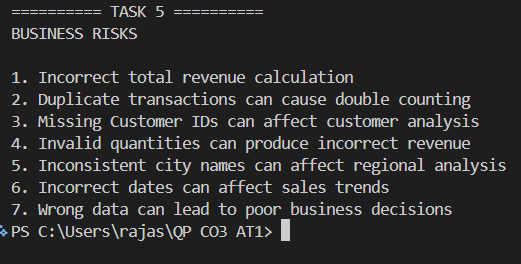 ========== TASK 5 ==========
BUSINESS RISKS
1. Incorrect total revenue calculation
2. Duplicate transactions can cause double counting
3. Missing Customer IDs can affect customer analysis
4. Invalid quantities can produce incorrect revenue
5. Inconsistent city names can affect regional analysis
6. Incorrect dates can affect sales trends
7. Wrong data can lead to poor business decisions
PS C:\Users\rajas\QP CO3 AT1>